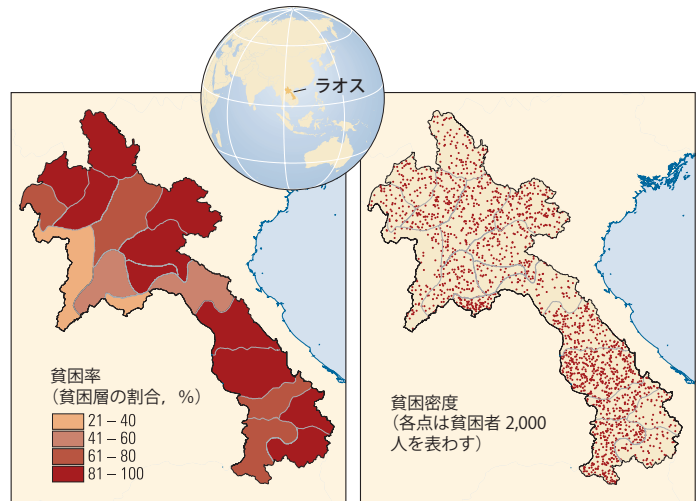 ラオス
貧困率
(貧困層の割合，%)
21 – 40
41 – 60
61 – 80
81 – 100
貧困密度
(各点は貧困者 2,000
人を表わす)